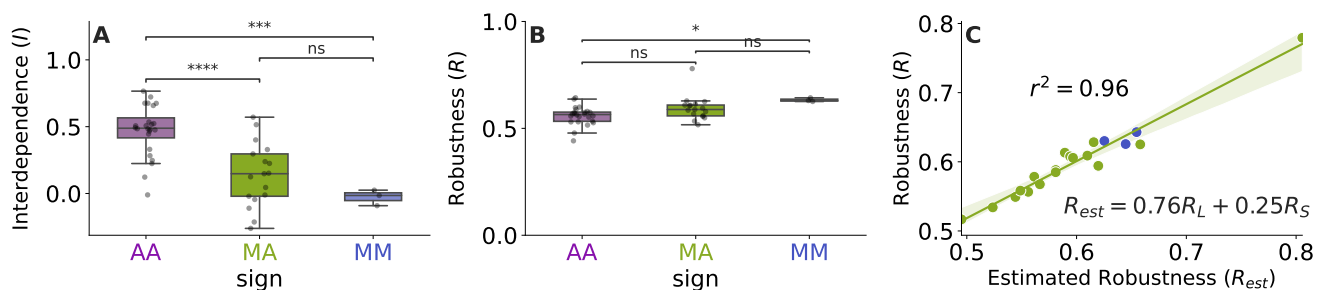 A
Interdependence (I)
1.0
0.5
0.0
***
****
ns
AA
MA
MM
sign
B
Robustness (R)
1.0
0.5
0.0
*
ns
ns
AA
MA
MM
sign
C
Robustness (R)
0.8
0.7
0.6
0.5
r² = 0.96
R_est = 0.76R_L + 0.25R_S
0.5
0.6
0.7
0.8
Estimated Robustness (R_est)